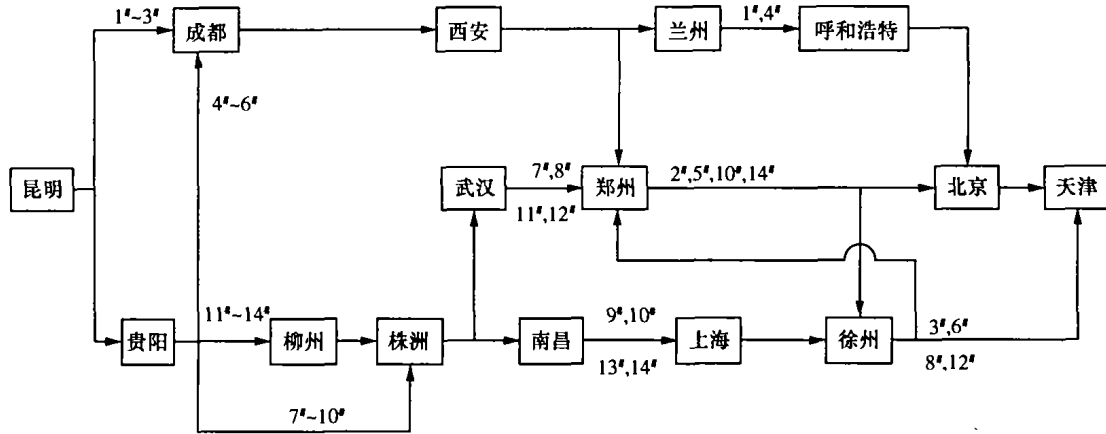 1#~3#
成都
西安
兰州
1#,4#
呼和浩特
4#~6#
昆明
武汉
7#,8#
11#,12#
郑州
2#,5#,10#,14#
北京
天津
贵阳
11#~14#
柳州
株洲
南昌
9#,10#
13#,14#
上海
徐州
3#,6#
8#,12#
7#~10#